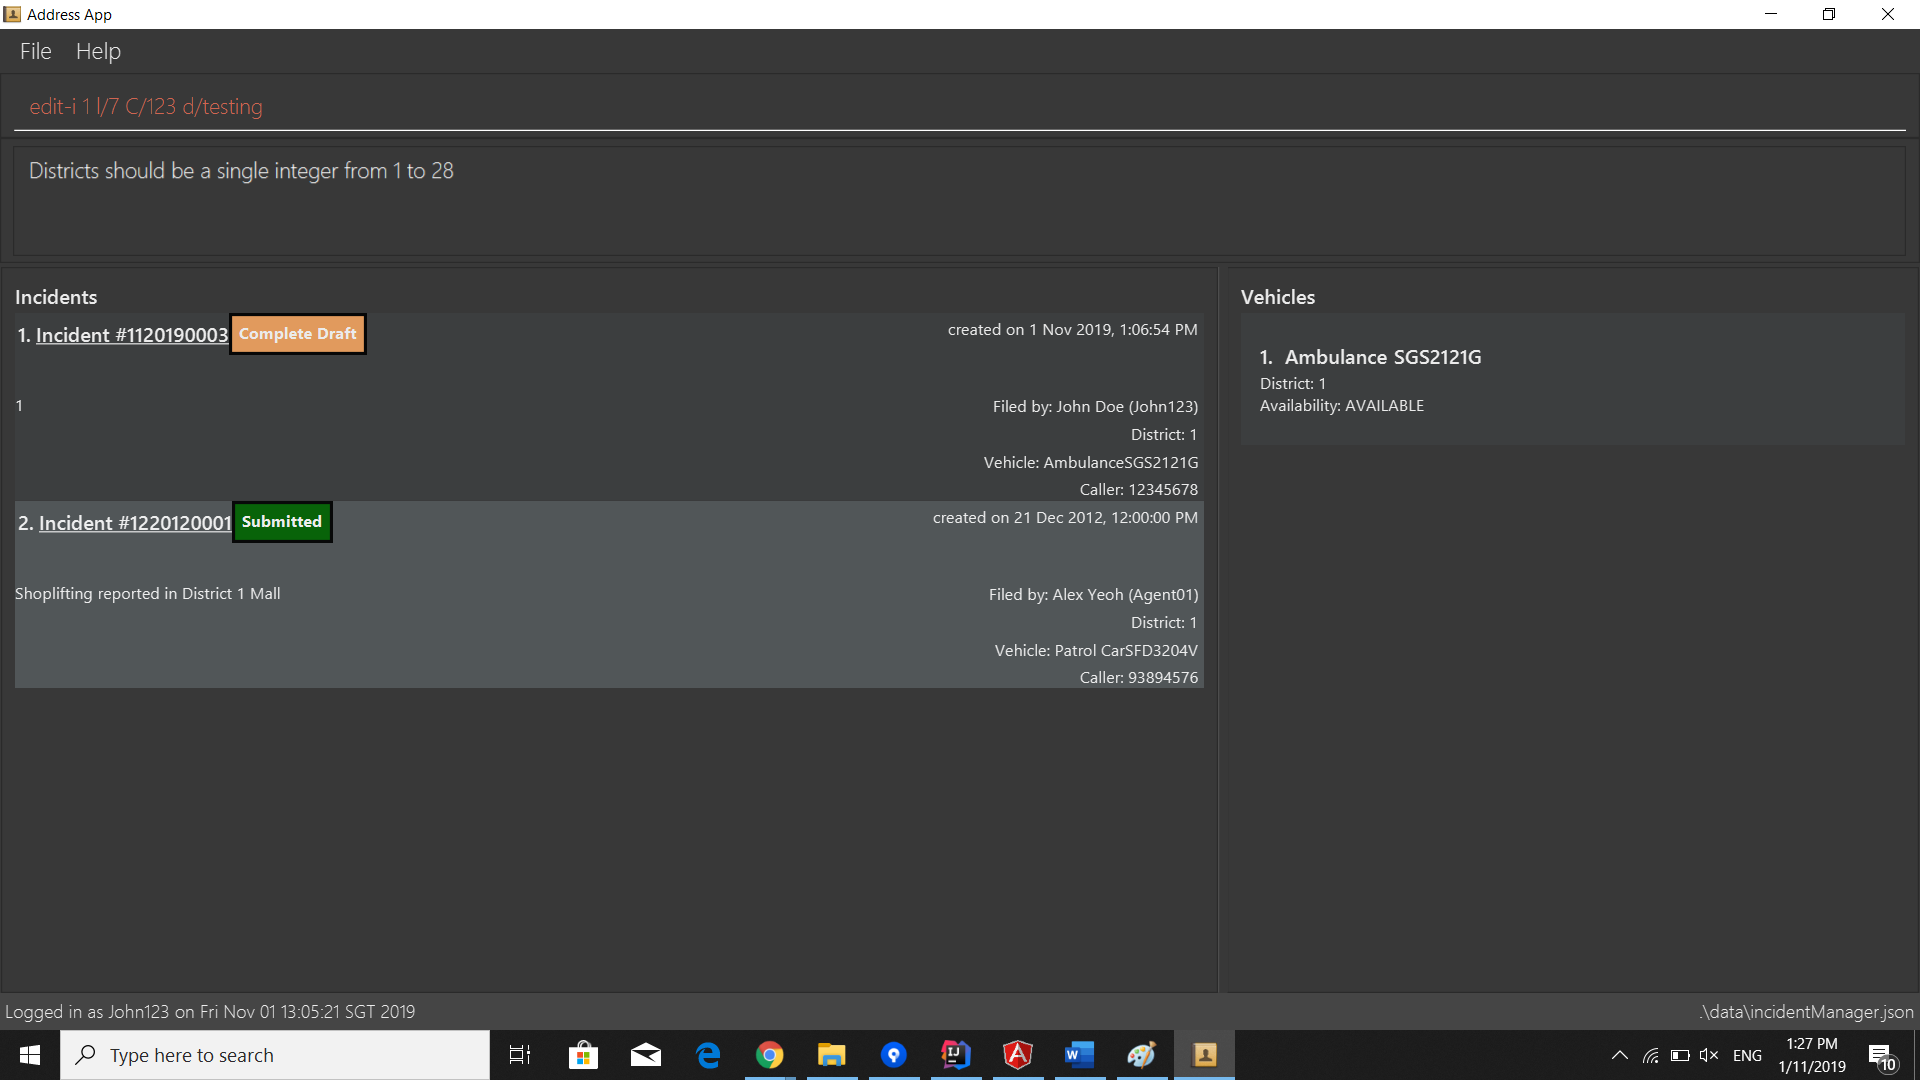 Address App
File Help
edit-i 1 l/7 C/123 d/testing
Districts should be a single integer from 1 to 28
Incidents
1. Incident #1120190003 Complete Draft
created on 1 Nov 2019, 1:06:54 PM
1
Filed by: John Doe (John123)
District: 1
Vehicle: AmbulanceSGS2121G
Caller: 12345678
2. Incident #1220120001 Submitted
created on 21 Dec 2012, 12:00:00 PM
Shoplifting reported in District 1 Mall
Filed by: Alex Yeoh (Agent01)
District: 1
Vehicle: Patrol CarSFD3204V
Caller: 93894576
Vehicles
1. Ambulance SGS2121G
District: 1
Availability: AVAILABLE
Logged in as John123 on Fri Nov 01 13:05:21 SGT 2019
.\data\incidentManager.json
Type here to search
ENG
1:27 PM
1/11/2019
10